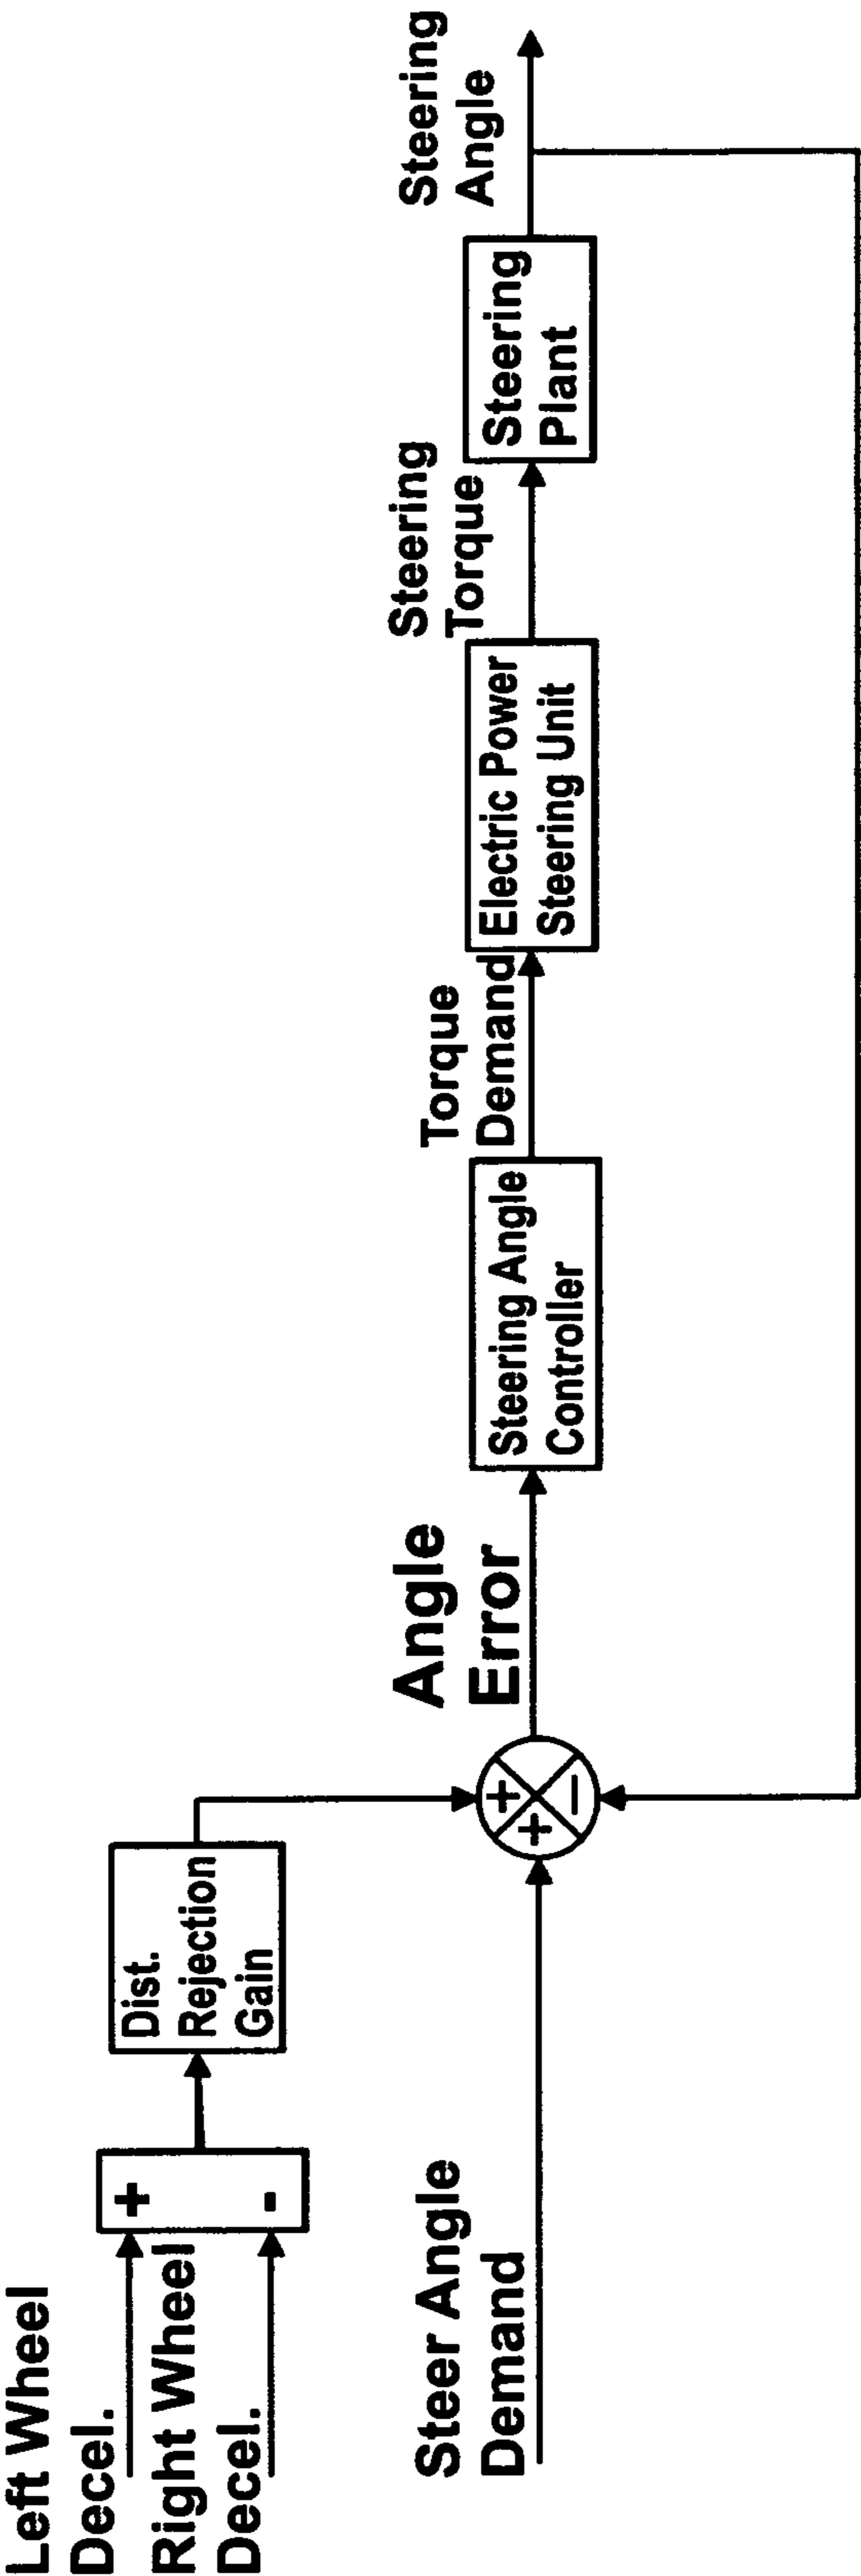 Left Wheel
Decel.
+
Right Wheel
Decel.
-
Dist.
Rejection
Gain
Steer Angle
Demand
+
+
−
Angle
Error
Steering Angle
Controller
Torque
Demand
Electric Power
Steering Unit
Steering
Torque
Steering
Plant
Steering
Angle